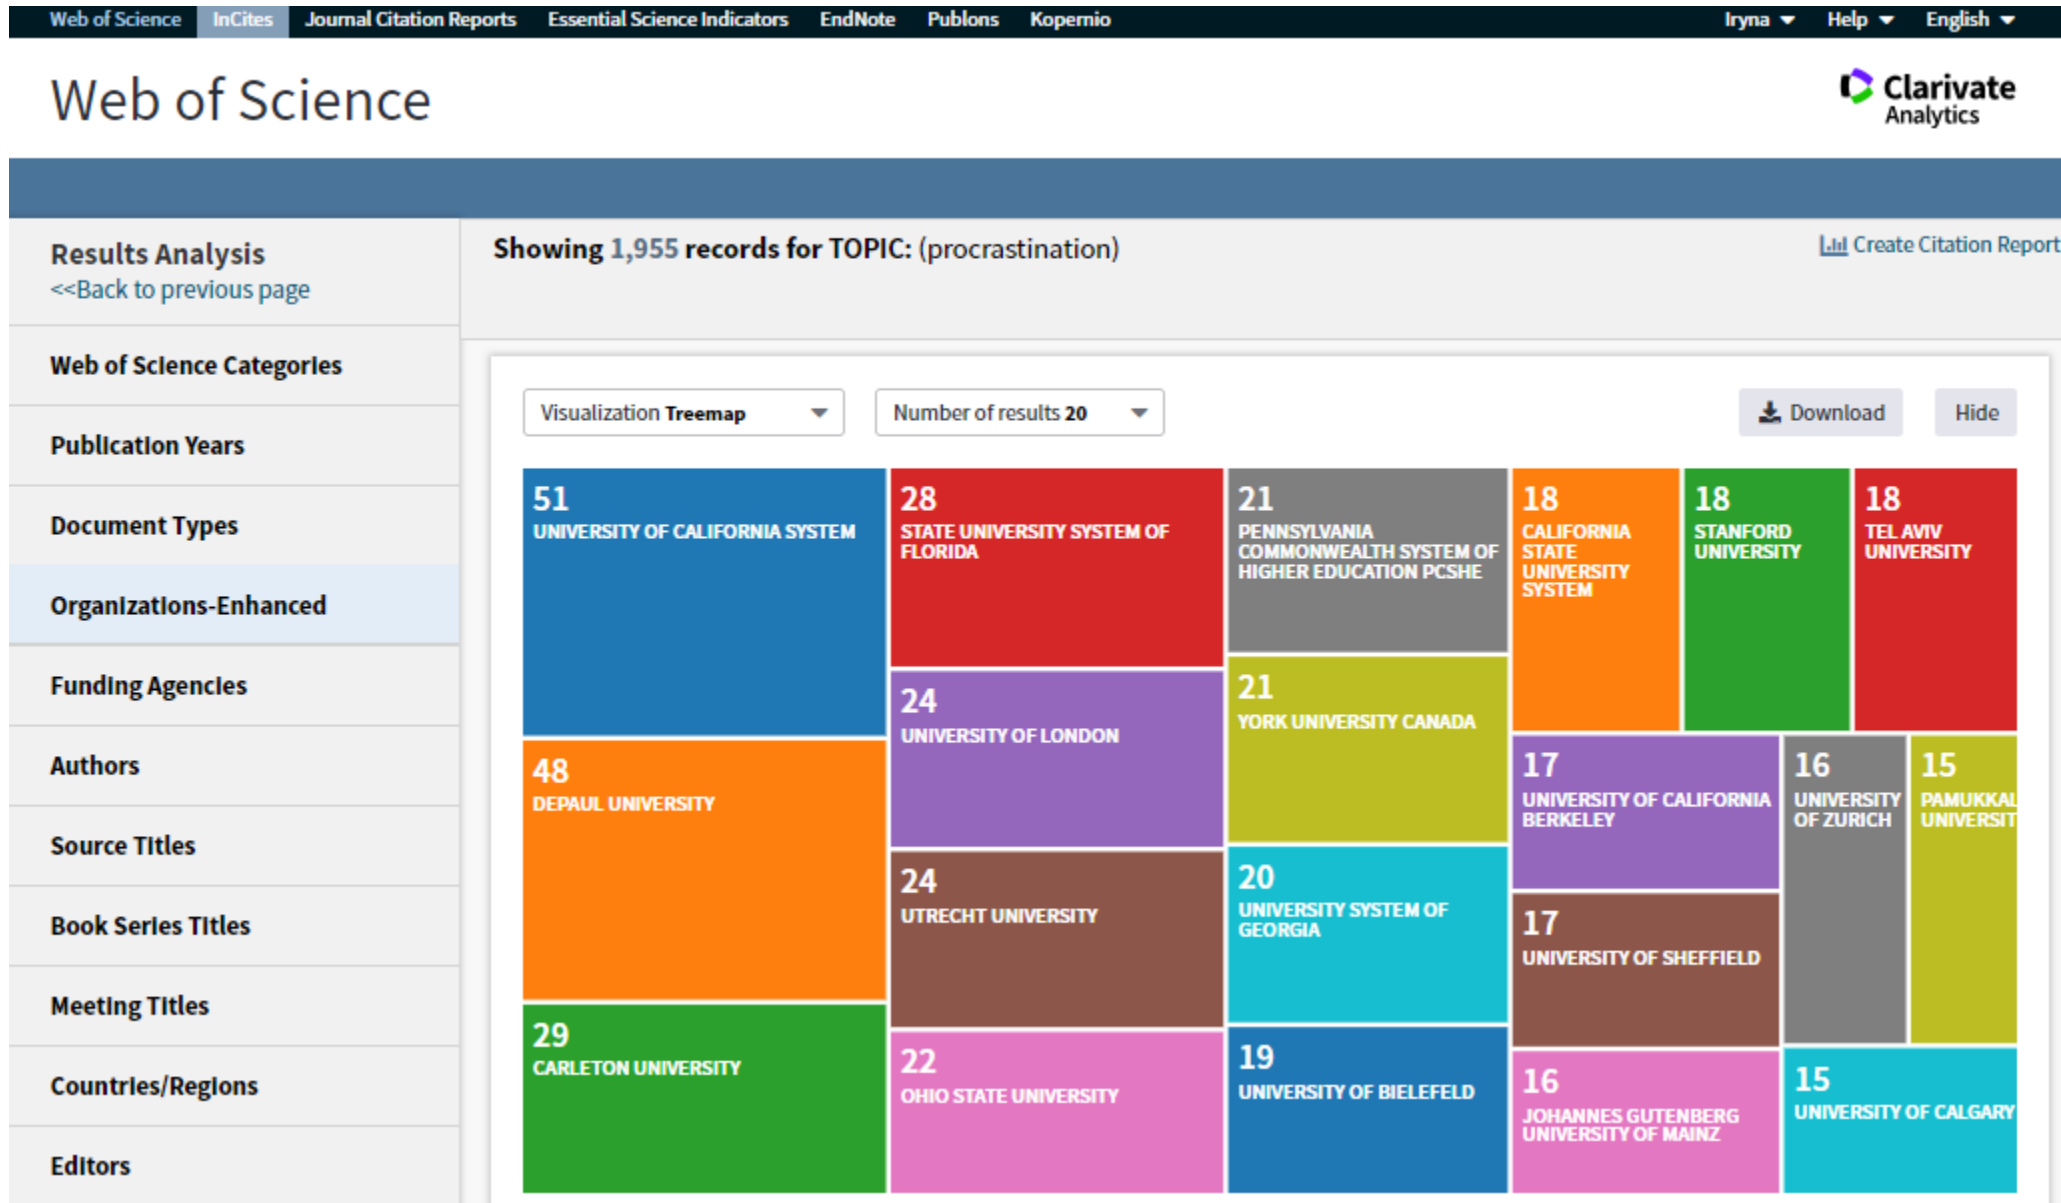 Web of Science InCites Journal Citation Reports Essential Science Indicators EndNote Publons Kopernio Iryna Help English
Web of Science
Clarivate
Analytics
Results Analysis
<<Back to previous page
Showing 1,955 records for TOPIC: (procrastination)
Create Citation Report
Web of Science Categories
Publication Years
Document Types
Organizations-Enhanced
Funding Agencies
Authors
Source Titles
Book Series Titles
Meeting Titles
Countries/Regions
Editors
Visualization Treemap
Number of results 20
Download
Hide
51
UNIVERSITY OF CALIFORNIA SYSTEM
48
DEPAUL UNIVERSITY
29
CARLETON UNIVERSITY
28
STATE UNIVERSITY SYSTEM OF
FLORIDA
24
UNIVERSITY OF LONDON
24
UTRECHT UNIVERSITY
22
OHIO STATE UNIVERSITY
21
PENNSYLVANIA
COMMONWEALTH SYSTEM OF
HIGHER EDUCATION PCSHE
21
YORK UNIVERSITY CANADA
20
UNIVERSITY SYSTEM OF
GEORGIA
19
UNIVERSITY OF BIELEFELD
18
CALIFORNIA
STATE
UNIVERSITY
SYSTEM
18
STANFORD
UNIVERSITY
18
TEL AVIV
UNIVERSITY
17
UNIVERSITY OF CALIFORNIA
BERKELEY
17
UNIVERSITY OF SHEFFIELD
16
JOHANNES GUTENBERG
UNIVERSITY OF MAINZ
16
UNIVERSITY
OF ZURICH
15
PAMUKKAL
UNIVERSIT
15
UNIVERSITY OF CALGARY